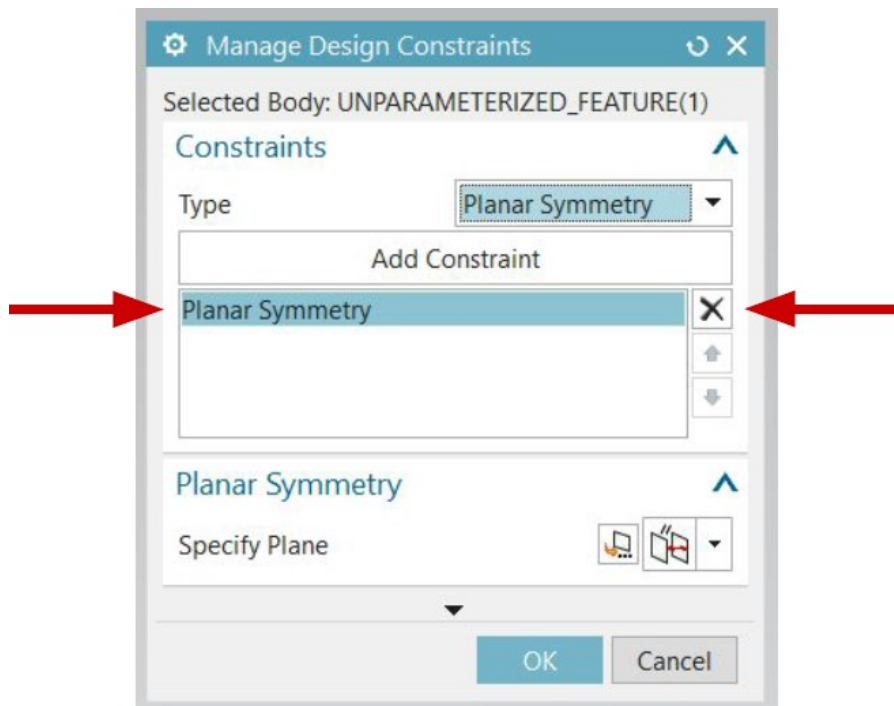 Manage Design Constraints
Selected Body: UNPARAMETERIZED_FEATURE(1)
Constraints
Type Planar Symmetry
Add Constraint
Planar Symmetry
Planar Symmetry
Specify Plane
OK Cancel